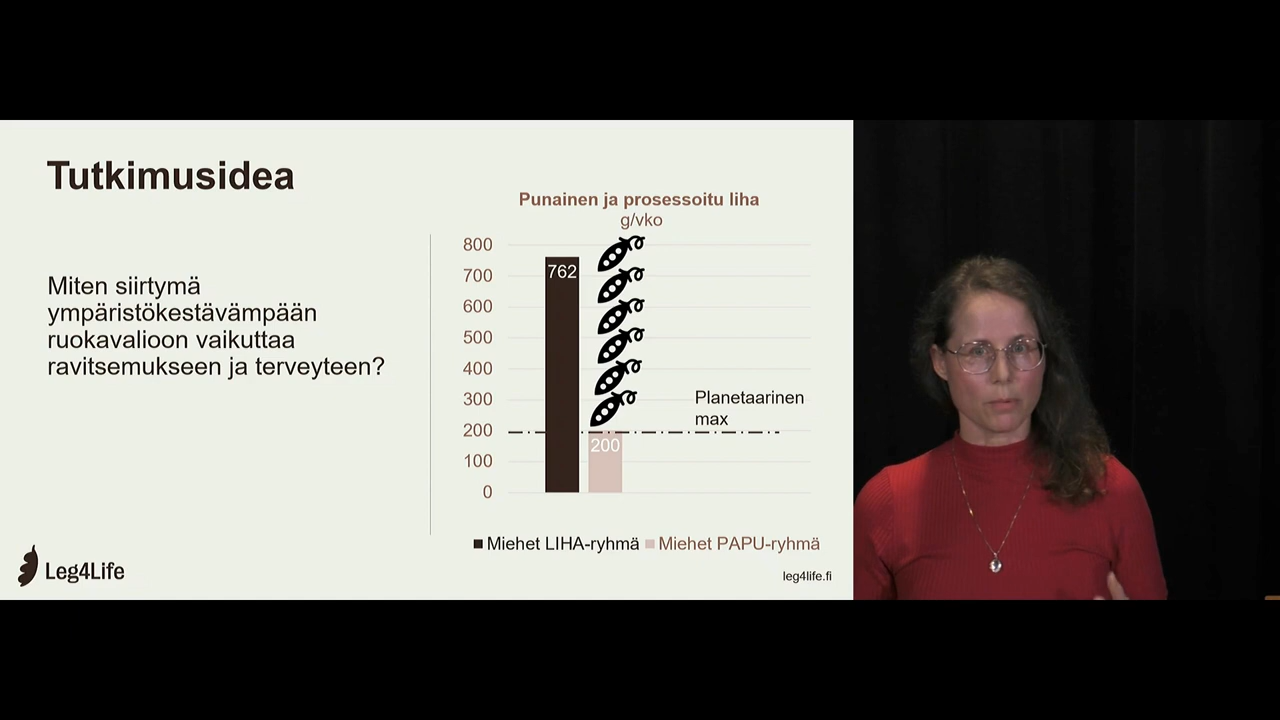 Tutkimusidea
Miten siirtymä
ympäristökestävämpään
ruokavalioon vaikuttaa
ravitsemukseen ja terveyteen?
Punainen ja prosessoitu liha
g/vko
800
700
600
500
400
300
200
100
0
762
200
Planetaarinen
max
Miehet LIHA-ryhmä Miehet PAPU-ryhmä
Leg4Life
leg4life.fi